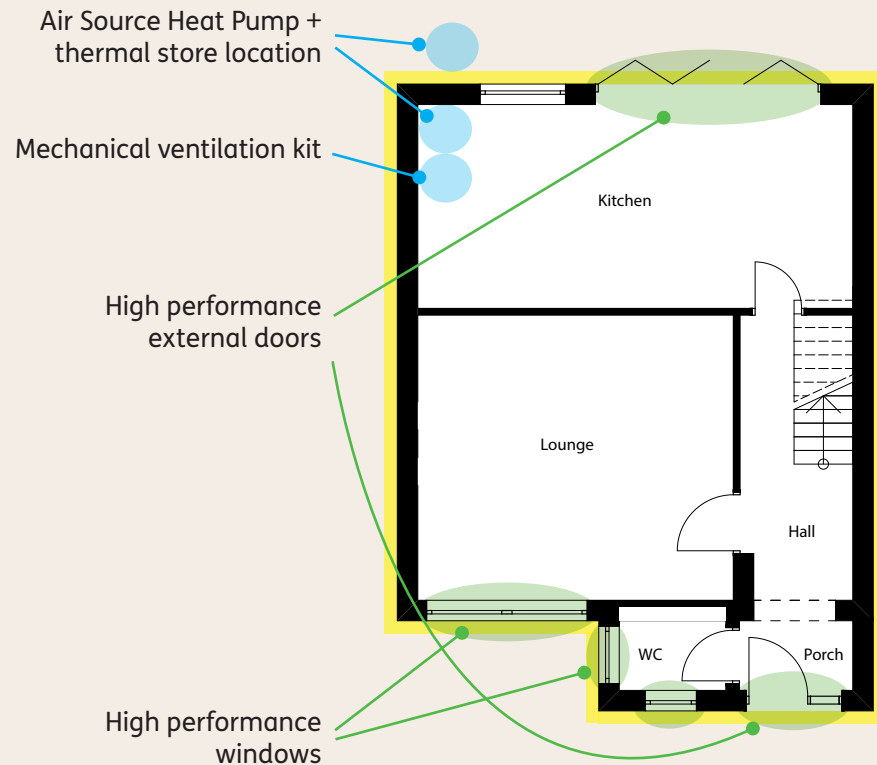 Air Source Heat Pump +
thermal store location
Mechanical ventilation kit
Kitchen
High performance
external doors
Lounge
Hall
WC
Porch
High performance
windows